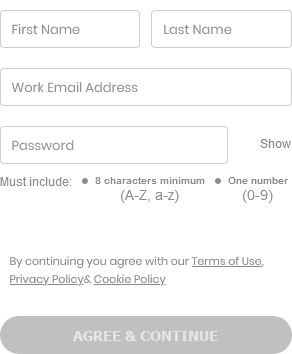 First Name Last Name
Work Email Address
Password Show
Must include: • 8 characters minimum • One number
(A-Z, a-z) (0-9)
By continuing you agree with our Terms of Use,
Privacy Policy& Cookie Policy
AGREE & CONTINUE